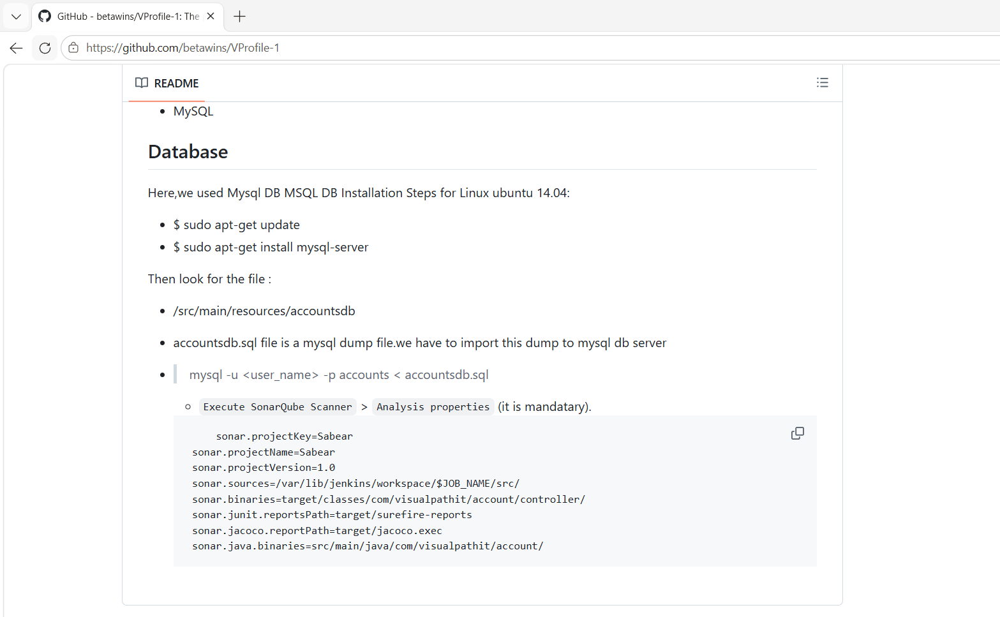 GitHub - betawins/VProfile-1: The
https://github.com/betawins/VProfile-1
README
MySQL
Database
Here,we used Mysql DB MSQL DB Installation Steps for Linux ubuntu 14.04:
$ sudo apt-get update
$ sudo apt-get install mysql-server
Then look for the file :
/src/main/resources/accountsdb
accountsdb.sql file is a mysql dump file.we have to import this dump to mysql db server
mysql -u <user_name> -p accounts < accountsdb.sql
Execute SonarQube Scanner > Analysis properties (it is mandatary).
sonar.projectKey=Sabear
sonar.projectName=Sabear
sonar.projectVersion=1.0
sonar.sources=/var/lib/jenkins/workspace/$JOB_NAME/src/
sonar.binaries=target/classes/com/visualpathit/account/controller/
sonar.junit.reportsPath=target/surefire-reports
sonar.jacoco.reportPath=target/jacoco.exec
sonar.java.binaries=src/main/java/com/visualpathit/account/